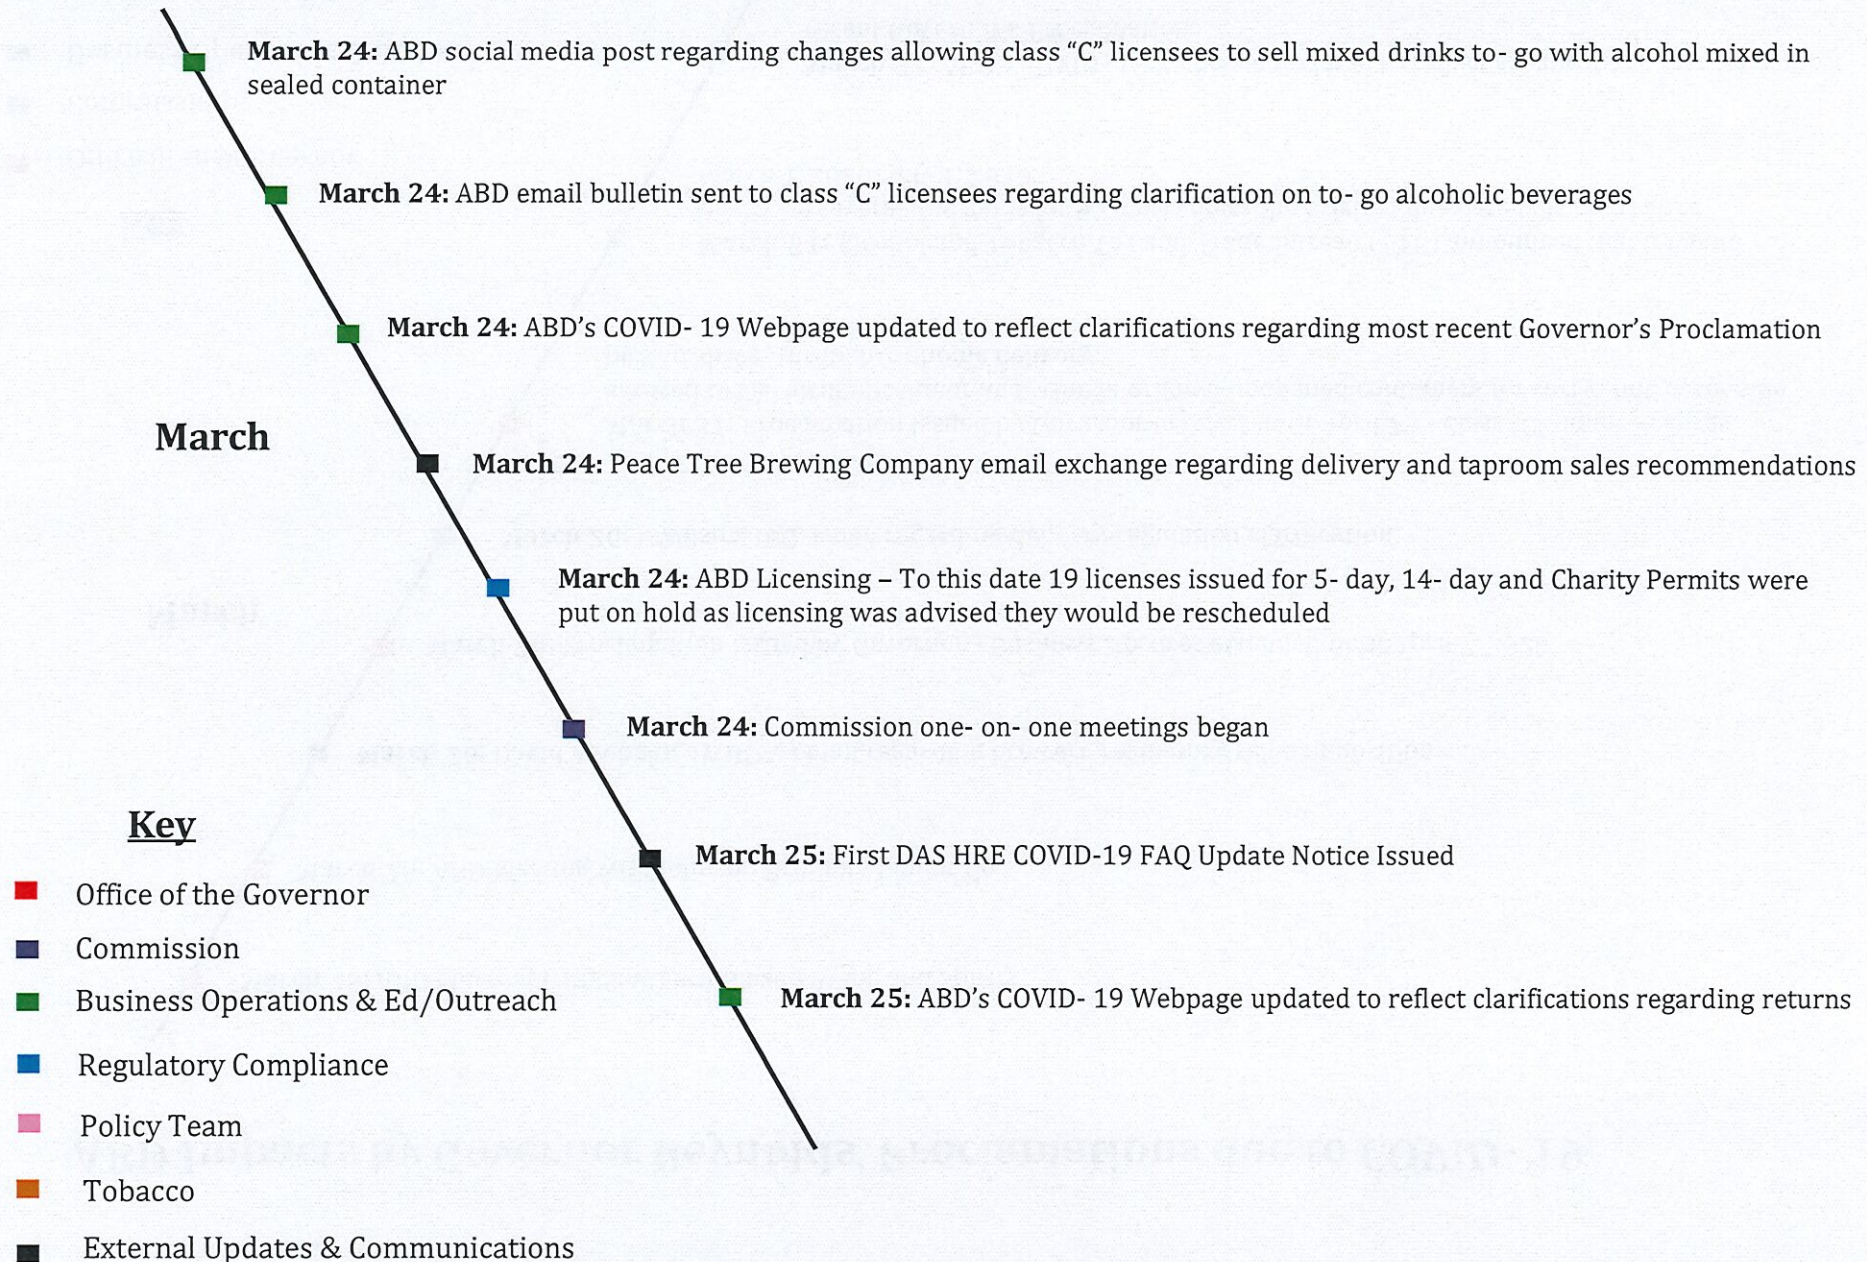 March 24: ABD social media post regarding changes allowing class “C” licensees to sell mixed drinks to- go with alcohol mixed in
sealed container
March 24: ABD email bulletin sent to class “C” licensees regarding clarification on to- go alcoholic beverages
March 24: ABD’s COVID- 19 Webpage updated to reflect clarifications regarding most recent Governor’s Proclamation
March
March 24: Peace Tree Brewing Company email exchange regarding delivery and taproom sales recommendations
March 24: ABD Licensing – To this date 19 licenses issued for 5- day, 14- day and Charity Permits were
put on hold as licensing was advised they would be rescheduled
March 24: Commission one- on- one meetings began
March 25: First DAS HRE COVID-19 FAQ Update Notice Issued
March 25: ABD’s COVID- 19 Webpage updated to reflect clarifications regarding returns
Key
Office of the Governor
Commission
Business Operations & Ed/Outreach
Regulatory Compliance
Policy Team
Tobacco
External Updates & Communications